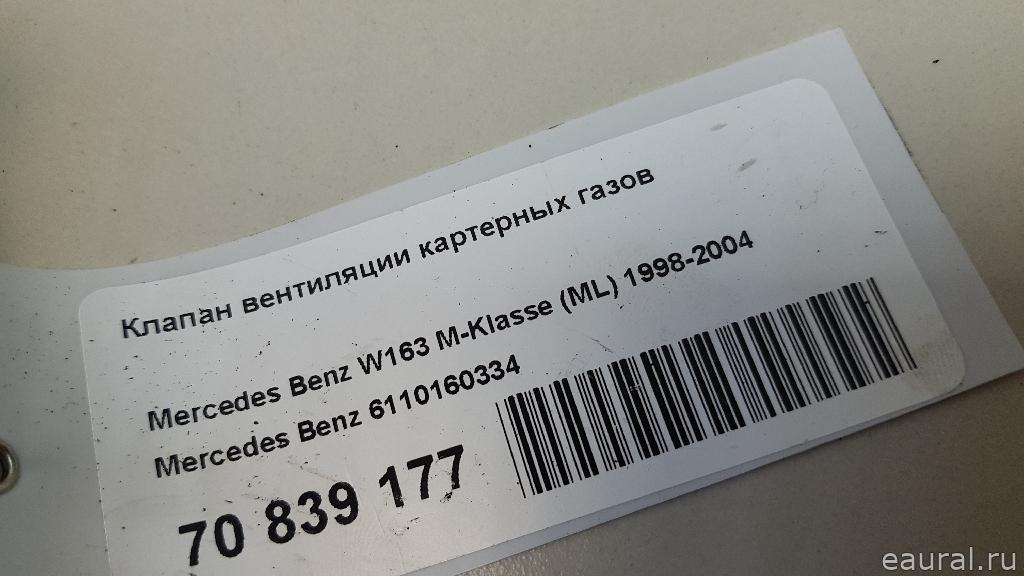 Клапан вентиляции картерных газов
Mercedes Benz W163 M-Klasse (ML) 1998-2004
Mercedes Benz 6110160334
70 839 177
eaural.ru